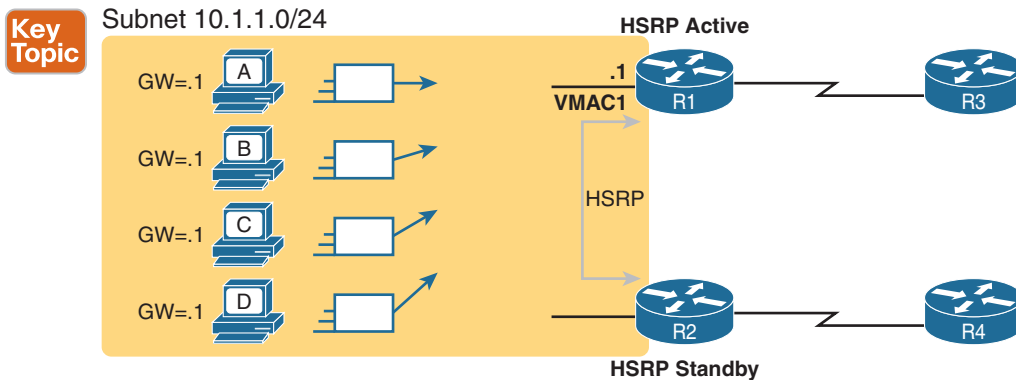 Key
Topic
Subnet 10.1.1.0/24
HSRP Active
GW=.1
A
.1
VMAC1
R1
R3
GW=.1
B
HSRP
GW=.1
C
GW=.1
D
R2
R4
HSRP Standby